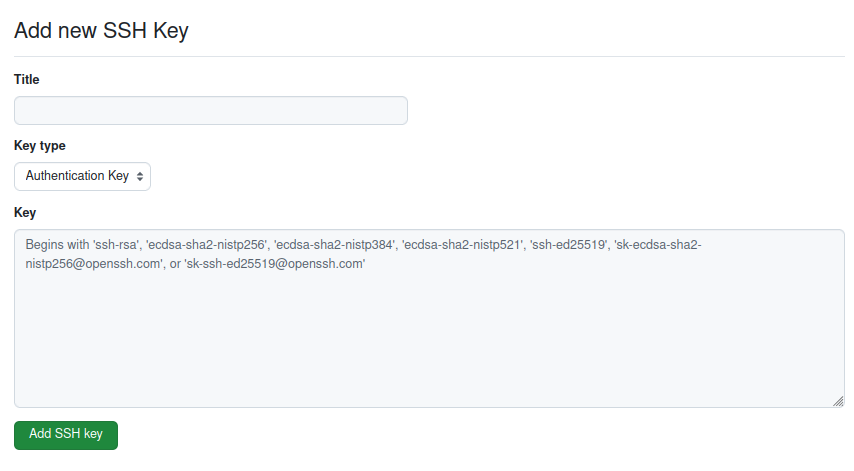 Add new SSH Key
Title
Key type
Authentication Key
Key
Begins with 'ssh-rsa', 'ecdsa-sha2-nistp256', 'ecdsa-sha2-nistp384', 'ecdsa-sha2-nistp521', 'ssh-ed25519', 'sk-ecdsa-sha2-
nistp256@openssh.com', or 'sk-ssh-ed25519@openssh.com'
Add SSH key